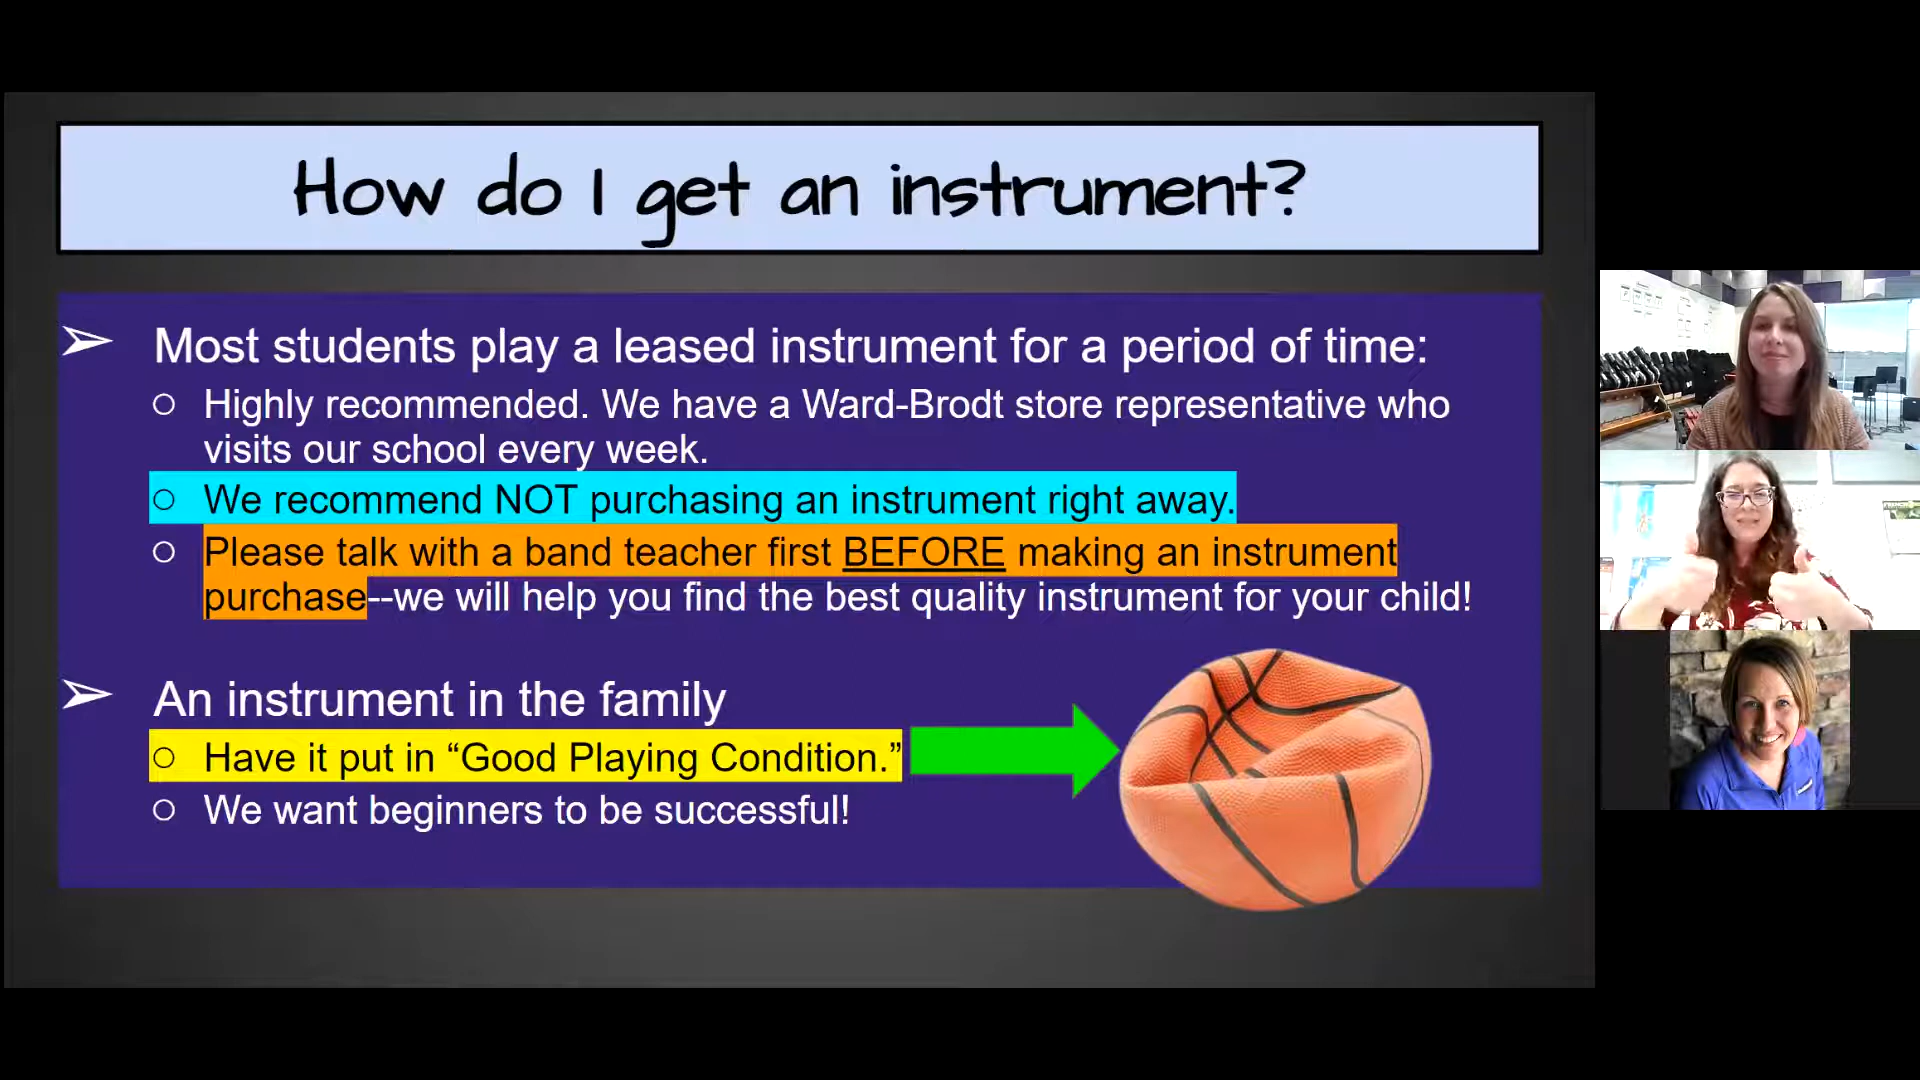 How do I get an instrument?
➢ Most students play a leased instrument for a period of time:
○ Highly recommended. We have a Ward-Brodt store representative who
visits our school every week.
○ We recommend NOT purchasing an instrument right away.
○ Please talk with a band teacher first BEFORE making an instrument
purchase--we will help you find the best quality instrument for your child!
➢ An instrument in the family
○ Have it put in “Good Playing Condition.”
○ We want beginners to be successful!